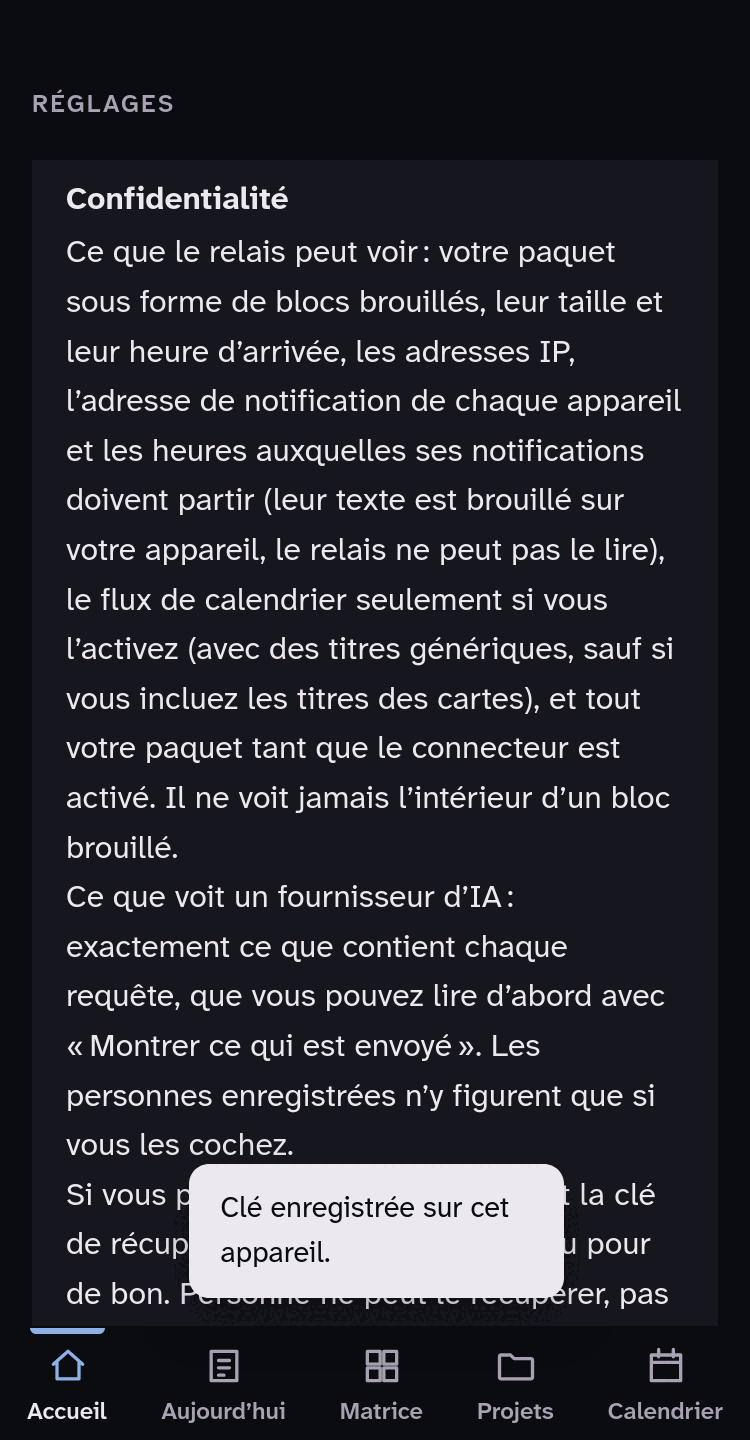 RÉGLAGES
Confidentialité
Ce que le relais peut voir : votre paquet
sous forme de blocs brouillés, leur taille et
leur heure d’arrivée, les adresses IP,
l’adresse de notification de chaque appareil
et les heures auxquelles ses notifications
doivent partir (leur texte est brouillé sur
votre appareil, le relais ne peut pas le lire),
le flux de calendrier seulement si vous
l’activez (avec des titres génériques, sauf si
vous incluez les titres des cartes), et tout
votre paquet tant que le connecteur est
activé. Il ne voit jamais l’intérieur d’un bloc
brouillé.
Ce que voit un fournisseur d’IA :
exactement ce que contient chaque
requête, que vous pouvez lire d’abord avec
« Montrer ce qui est envoyé ». Les
personnes enregistrées n’y figurent que si
vous les cochez.
Si vous la clé
de pour
de bon. Personne ne peut le récupérer, pas
Clé enregistrée sur cet
appareil.
Accueil
Aujourd’hui
Matrice
Projets
Calendrier